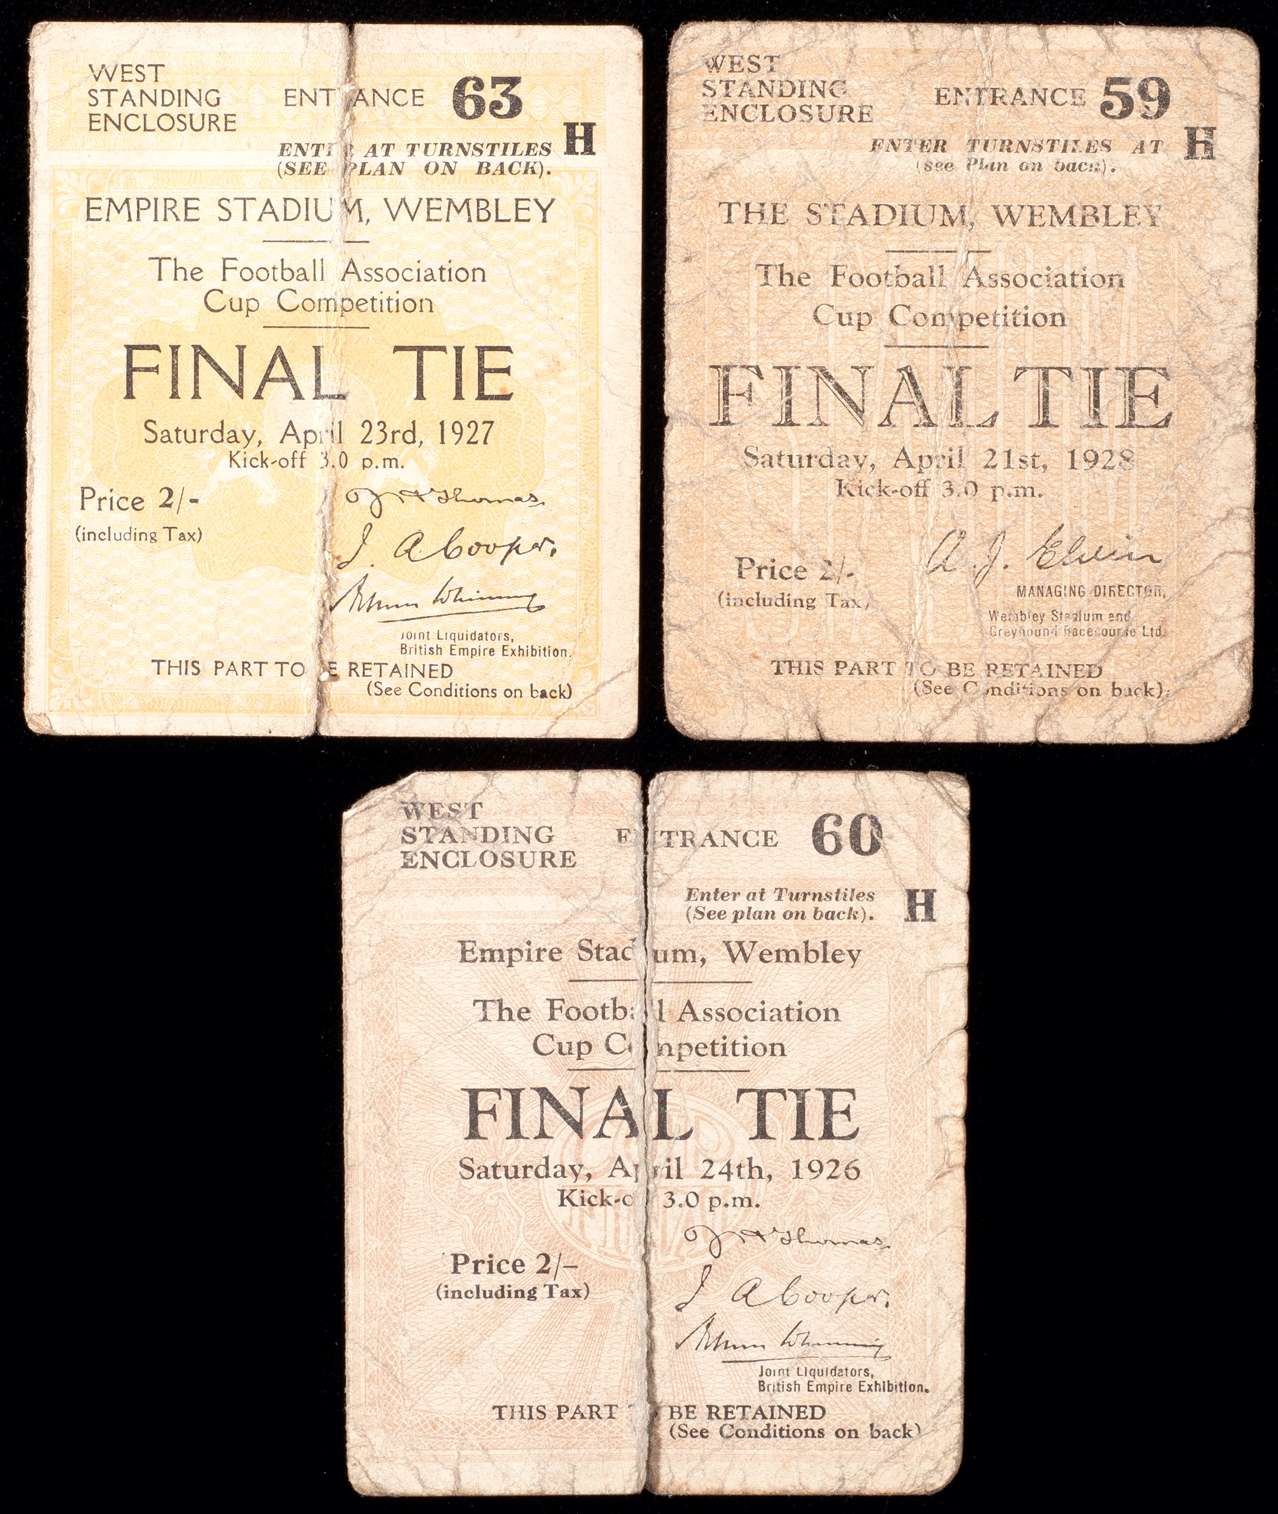 WEST
STANDING
ENCLOSURE
ENTRANCE 63
H
ENTER AT TURNSTILES
(SEE PLAN ON BACK).
EMPIRE STADIUM, WEMBLEY
The Football Association
Cup Competition
FINAL TIE
Saturday, April 23rd, 1927
Kick-off 3.0 p.m.
Price 2/-
(including Tax)
J. A. Cooper.
Joint Liquidators,
British Empire Exhibition.
THIS PART TO BE RETAINED
(See Conditions on back)
WEST
STANDING
ENCLOSURE
ENTRANCE 59
H
ENTER TURNSTILES AT
(see Plan on back).
THE STADIUM, WEMBLEY
The Football Association
Cup Competition
FINAL TIE
Saturday, April 21st, 1928
Kick-off 3.0 p.m.
Price 2/-
(including Tax)
A. J. Elvin
MANAGING DIRECTOR,
Wembley Stadium and
Greyhound Racecourse Ltd.
THIS PART TO BE RETAINED
(See Conditions on back).
WEST
STANDING
ENCLOSURE
ENTRANCE 60
H
Enter at Turnstiles
(See plan on back).
Empire Stadium, Wembley
The Football Association
Cup Competition
FINAL TIE
Saturday, April 24th, 1926
Kick-off 3.0 p.m.
CUP
FINAL
Price 2/-
(including Tax)
J. A. Cooper.
Joint Liquidators,
British Empire Exhibition.
THIS PART TO BE RETAINED
(See Conditions on back)